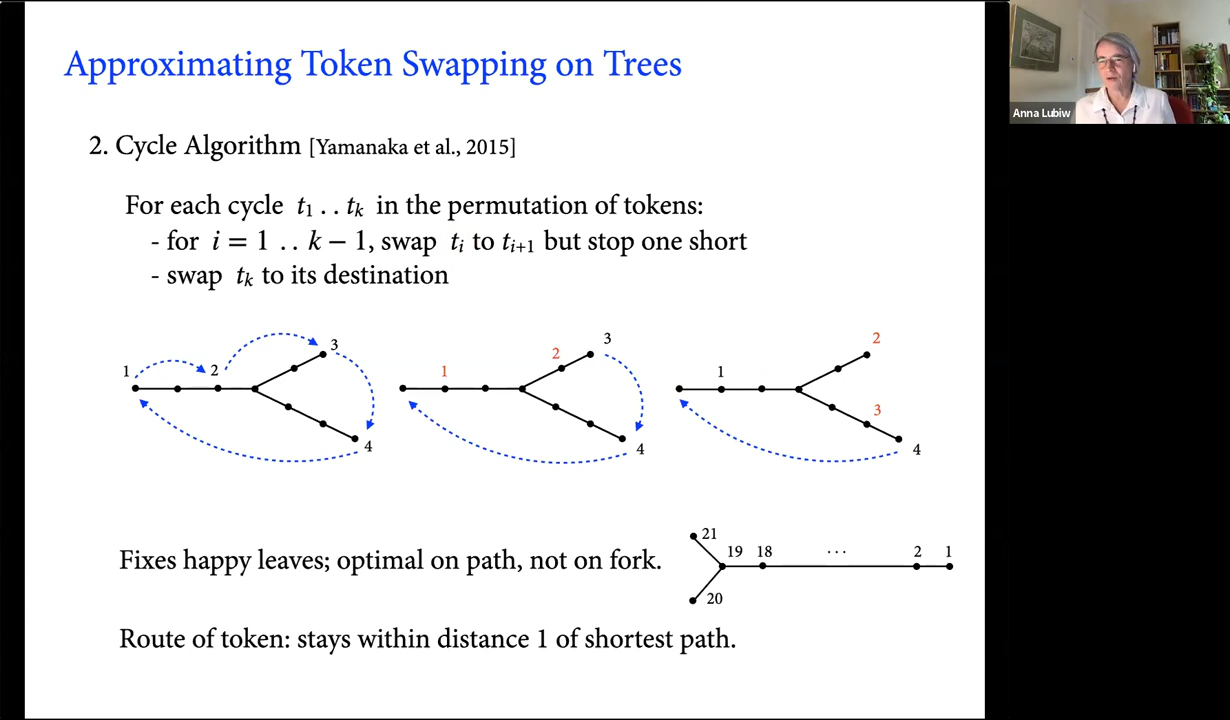 Approximating Token Swapping on Trees
Anna Lubiw
2. Cycle Algorithm [Yamanaka et al., 2015]
For each cycle t₁ . . tₖ in the permutation of tokens:
- for i = 1 . . k − 1, swap tᵢ to tᵢ₊₁ but stop one short
- swap tₖ to its destination
1 2 3 4
1 2 3 4
1 2 3 4
Fixes happy leaves; optimal on path, not on fork.
21
19 18 ... 2 1
20
Route of token: stays within distance 1 of shortest path.